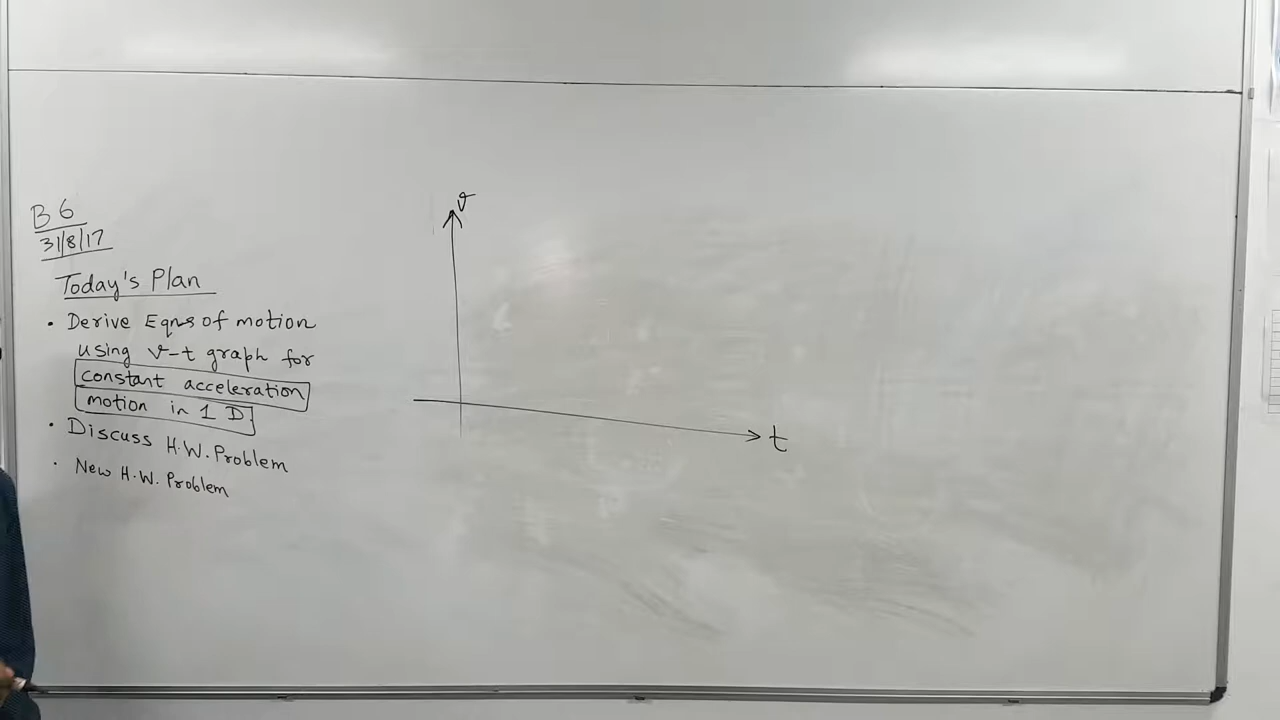 B 6
31/8/17
Today's Plan
• Derive Eqns of motion
using v-t graph for
constant acceleration
motion in 1 D
• Discuss H.W. Problem
• New H.W. Problem
v
t